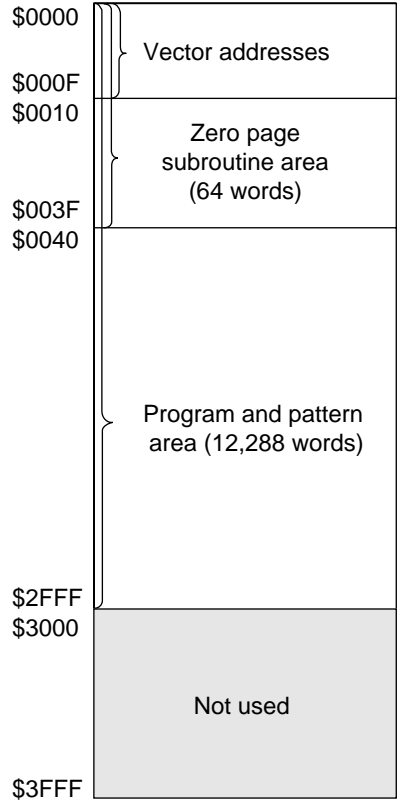 $0000
Vector addresses
$000F
$0010
Zero page
subroutine area
(64 words)
$003F
$0040
Program and pattern
area (12,288 words)
$2FFF
$3000
Not used
$3FFF